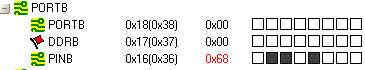 PORTB
PORTB 0x18(0x38) 0x00
DDRB 0x17(0x37) 0x00
PINB 0x16(0x36) 0x68